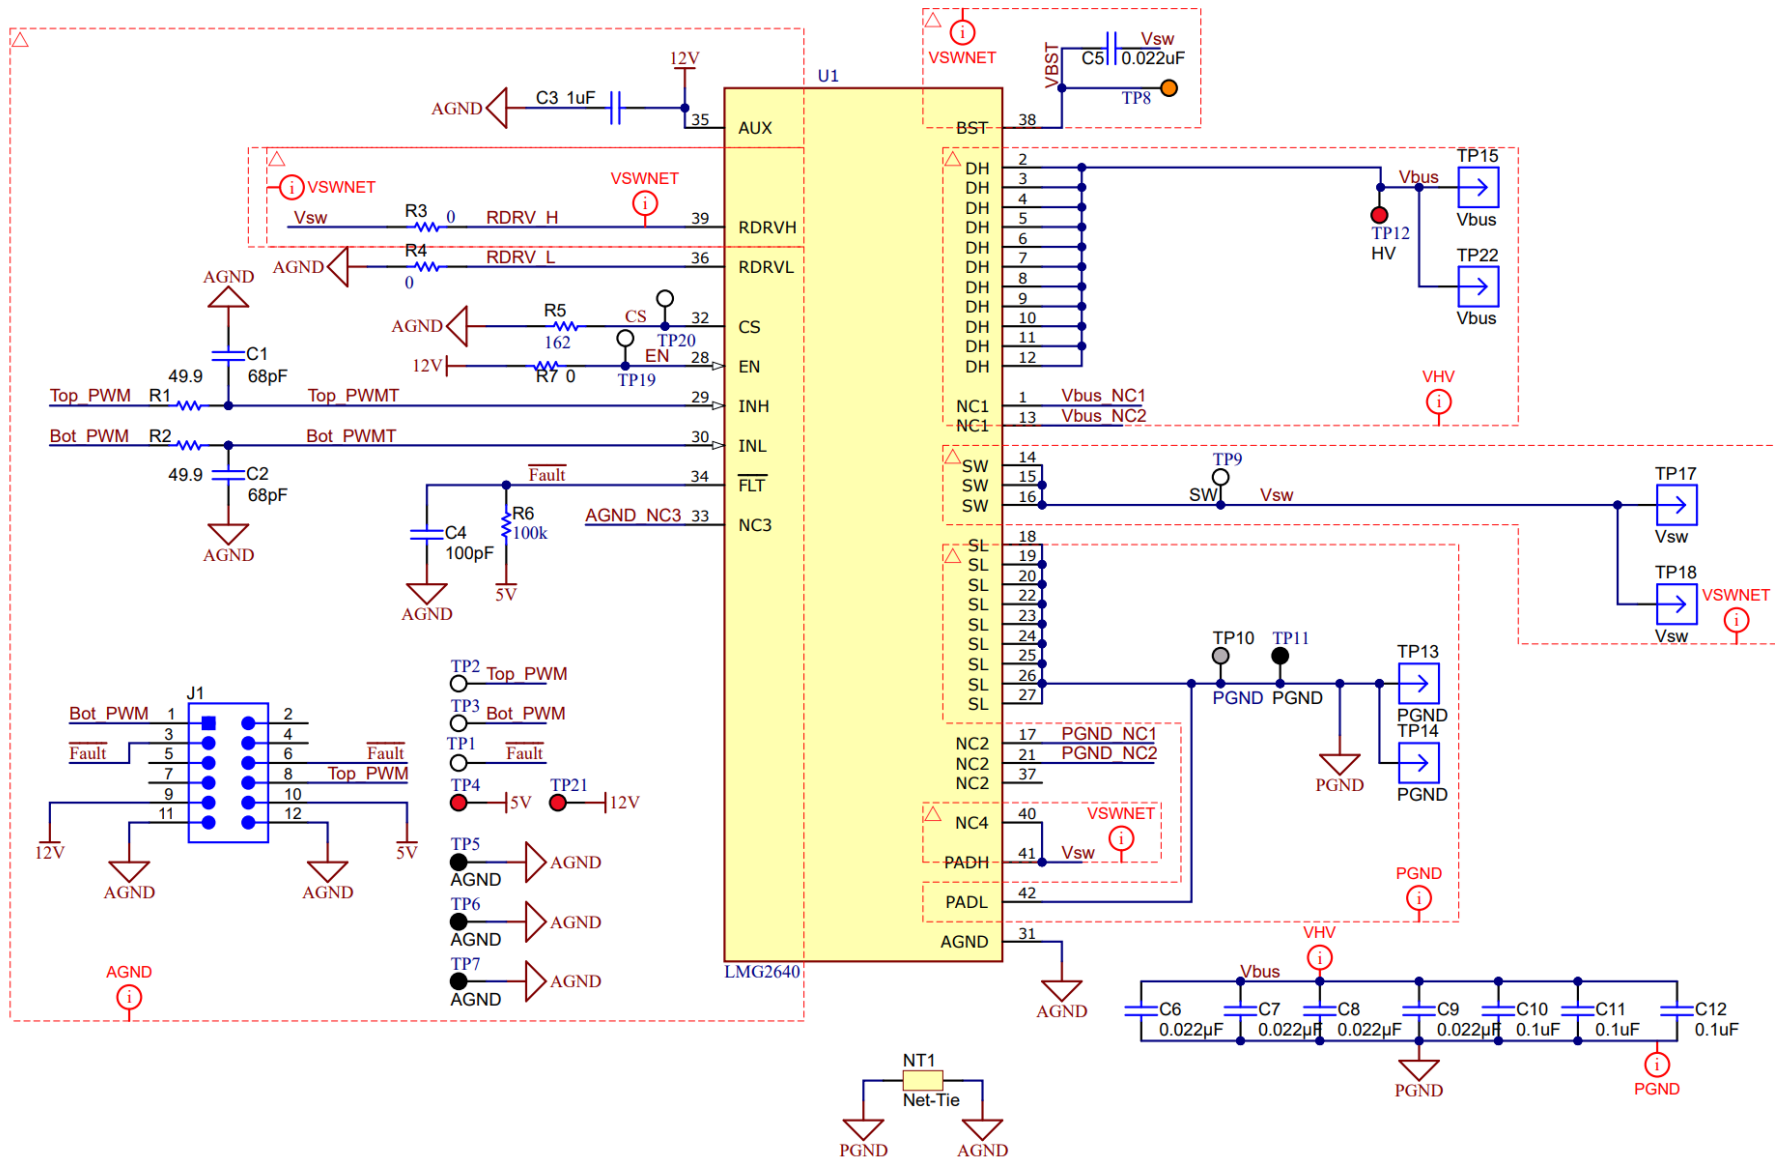 U1
12V
AGND
C3 1uF
35
AUX
VSWNET
VSWNET
Vsw
R3
0
RDRV_H
39
RDRVH
AGND
R4
0
RDRV_L
36
RDRVL
AGND
AGND
R5
162
CS
TP20
32
CS
12V
R7 0
EN
TP19
28
EN
C1
68pF
49.9
Top_PWM
R1
Top_PWMT
29
INH
Bot_PWM
R2
Bot_PWMT
30
INL
49.9
C2
68pF
AGND
Fault
34
FLT
AGND_NC3
33
NC3
R6
100k
C4
100pF
AGND
5V
J1
Bot_PWM
1
2
3
4
Fault
5
6
Fault
7
8
Top_PWM
9
10
11
12
12V
AGND
AGND
5V
TP2
Top_PWM
TP3
Bot_PWM
TP1
Fault
TP4
5V
TP21
12V
TP5
AGND
AGND
TP6
AGND
AGND
TP7
AGND
AGND
AGND
LMG2640
VSWNET
VBST
C5
Vsw
0.022uF
TP8
BST
38
DH
2
DH
3
DH
4
DH
5
DH
6
DH
7
DH
8
DH
9
DH
10
DH
11
DH
12
Vbus
TP15
Vbus
TP12
HV
TP22
Vbus
NC1
1
Vbus_NC1
NC1
13
Vbus_NC2
VHV
SW
14
SW
15
SW
16
TP9
SW
Vsw
TP17
Vsw
TP18
Vsw
VSWNET
SL
18
SL
19
SL
20
SL
22
SL
23
SL
24
SL
25
SL
26
SL
27
TP10
PGND
TP11
PGND
TP13
PGND
TP14
PGND
PGND
NC2
17
PGND_NC1
NC2
21
PGND_NC2
NC2
37
NC4
40
VSWNET
PADH
41
Vsw
PADL
42
PGND
AGND
31
AGND
VHV
Vbus
C6
0.022µF
C7
0.022µF
C8
0.022µF
C9
0.022µF
C10
0.1uF
C11
0.1uF
C12
0.1uF
PGND
PGND
NT1
Net-Tie
PGND
AGND